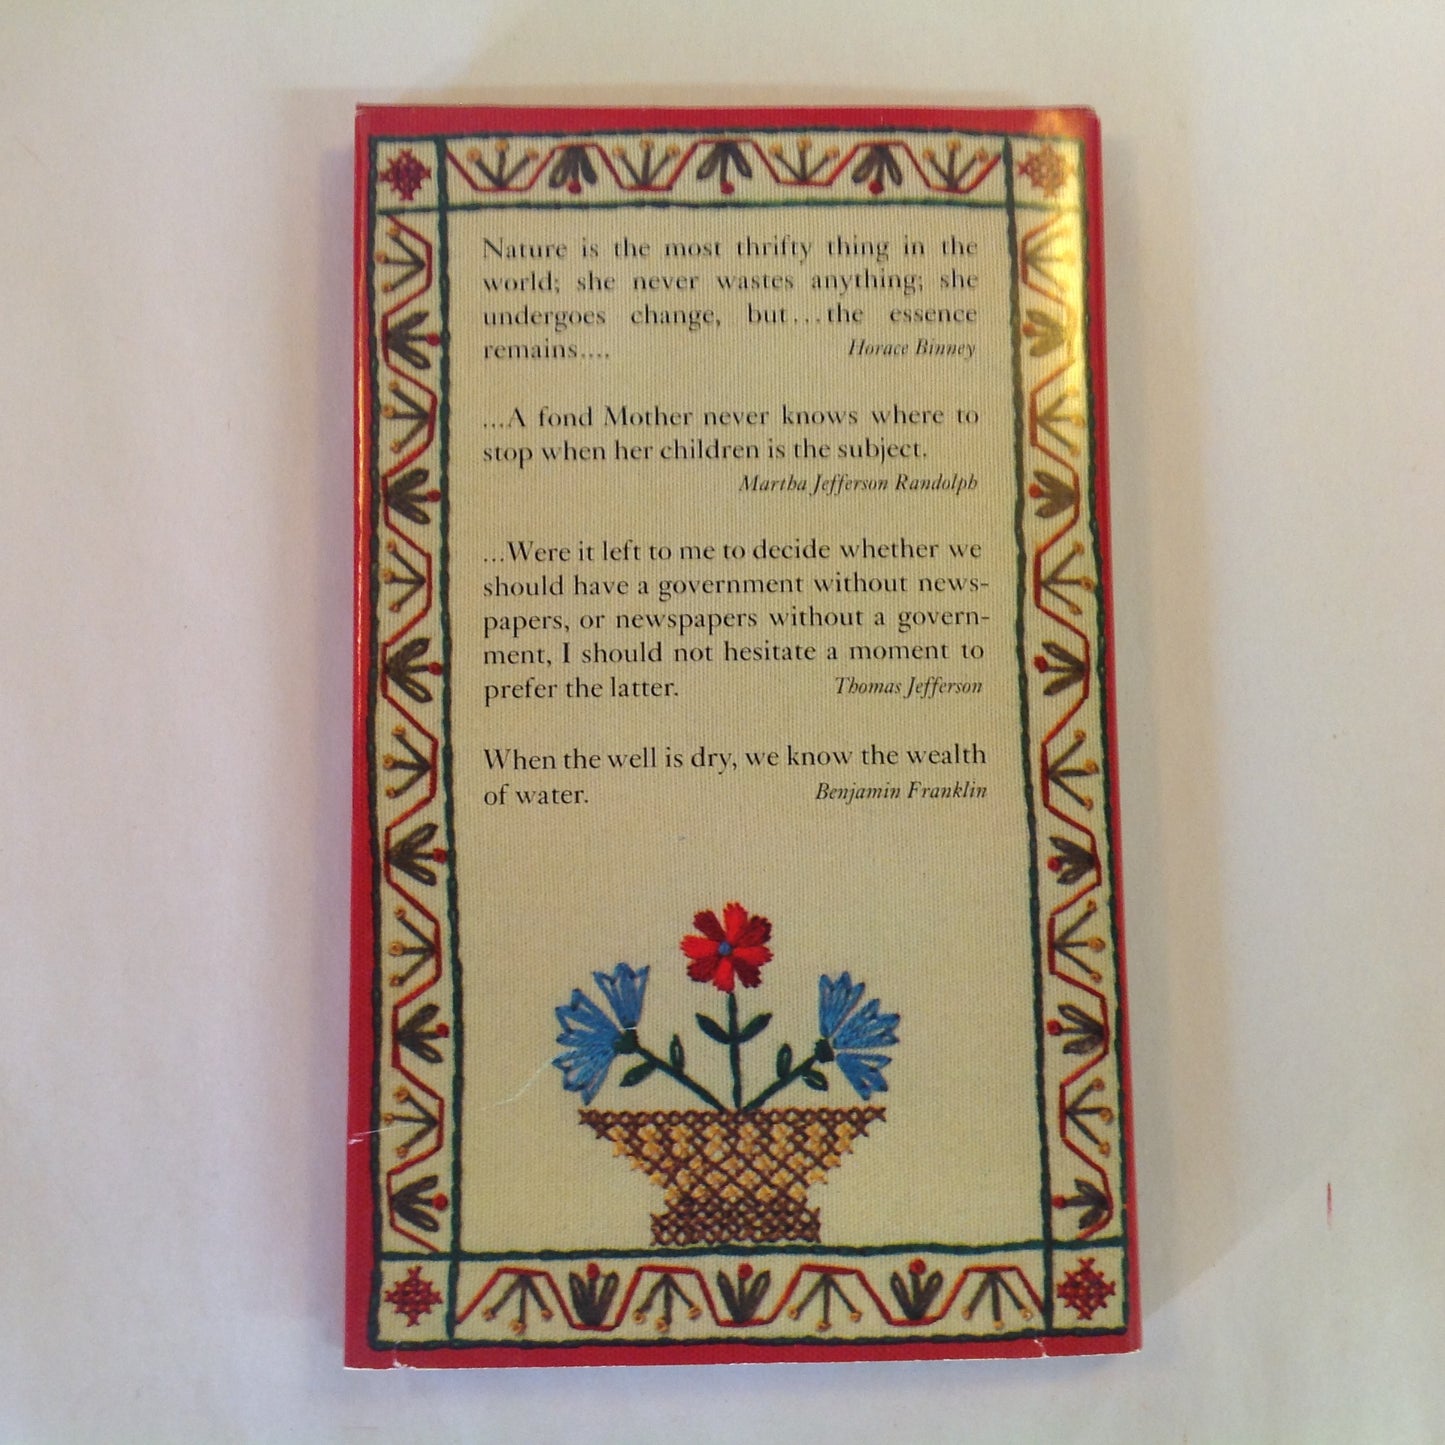 Nature is the most thrifty thing in the
world; she never wastes anything; she
undergoes change, but...the essence
remains.... Horace Binney
...A fond Mother never knows where to
stop when her children is the subject.
Martha Jefferson Randolph
...Were it left to me to decide whether we
should have a government without news-
papers, or newspapers without a govern-
ment, I should not hesitate a moment to
prefer the latter. Thomas Jefferson
When the well is dry, we know the wealth
of water. Benjamin Franklin